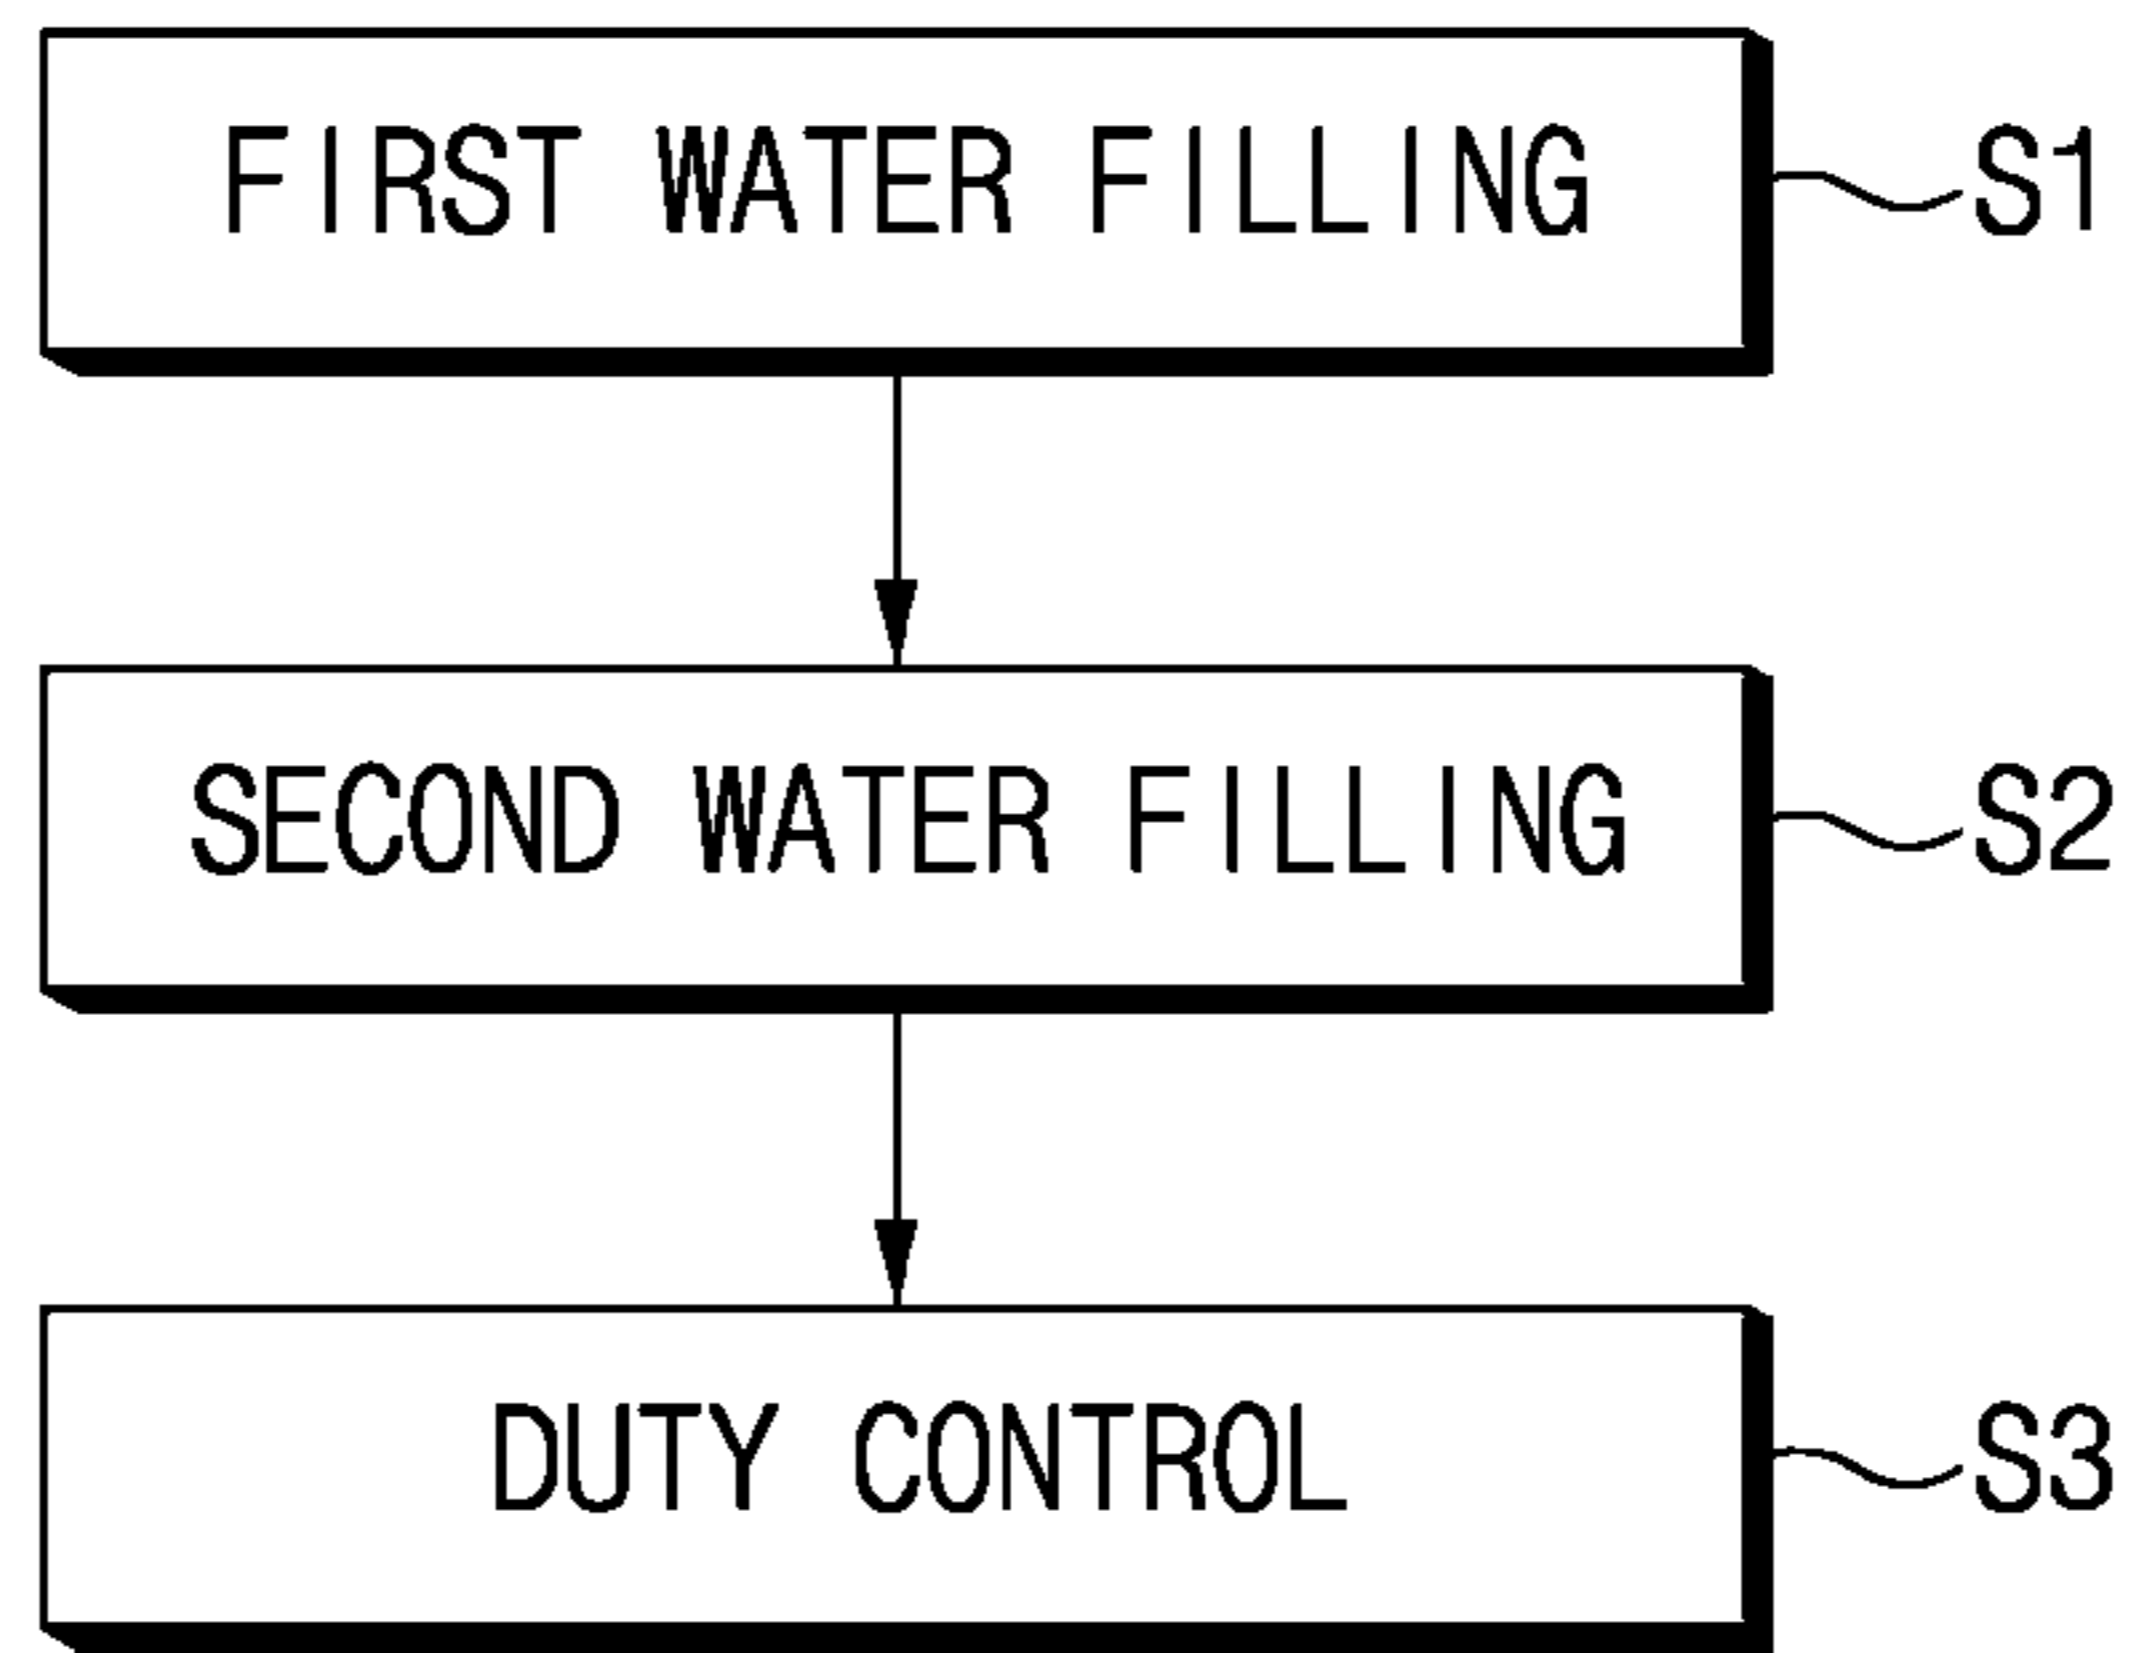 FIRST WATER FILLING S1
SECOND WATER FILLING S2
DUTY CONTROL S3